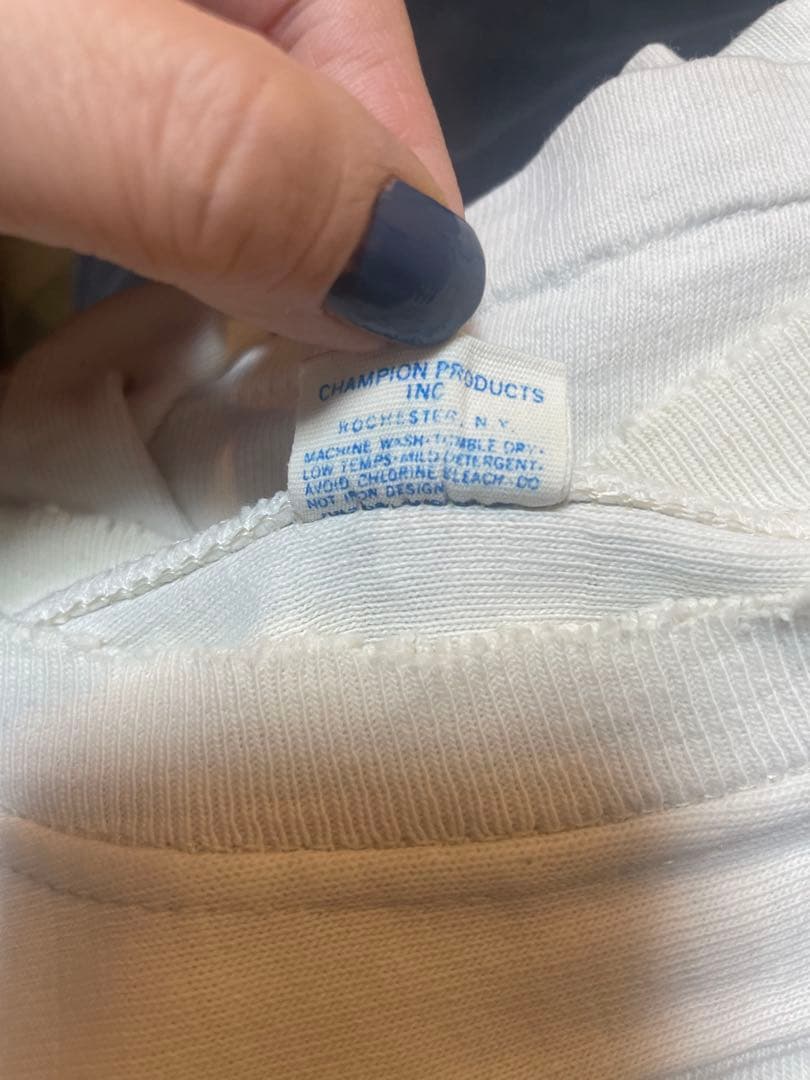 CHAMPION PRODUCTS
INC
ROCHESTER, N.Y.
MACHINE WASH-TUMBLE DRY-
LOW TEMPS-MILD DETERGENT.
AVOID CHLORINE BLEACH-DO
NOT IRON DESIGN